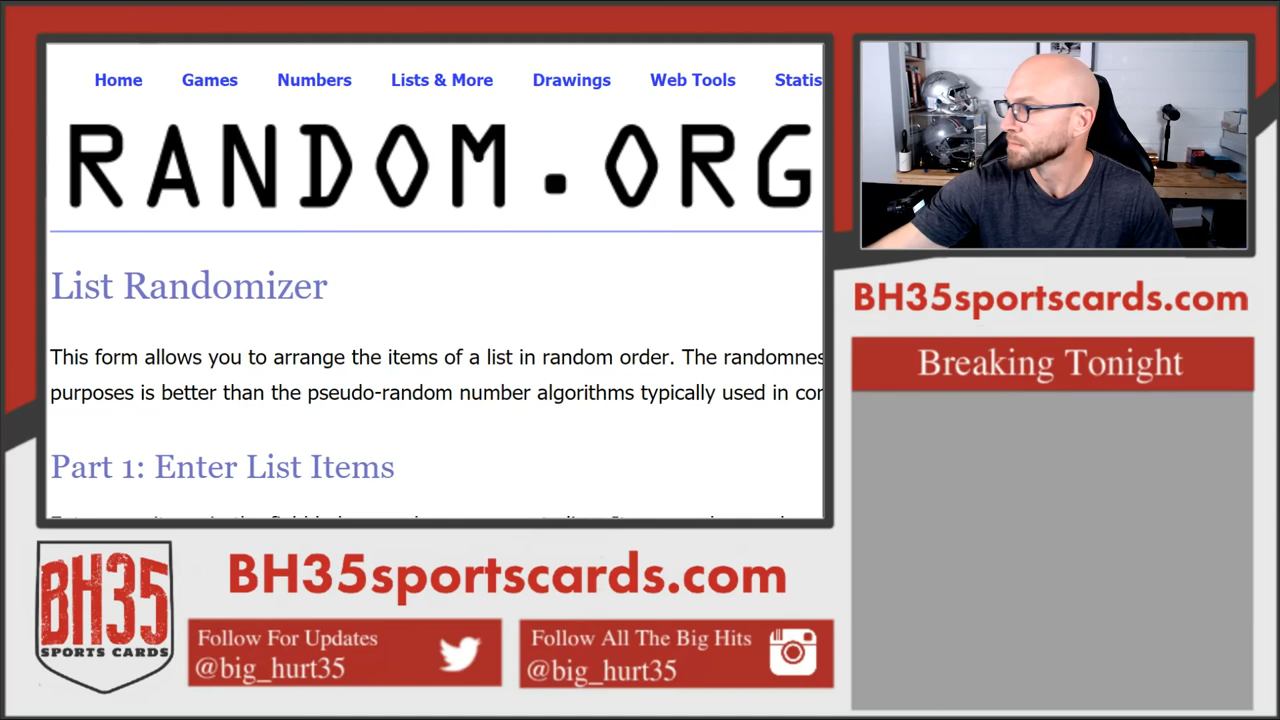 Home Games Numbers Lists & More Drawings Web Tools Statis
RANDOM.ORG
List Randomizer
This form allows you to arrange the items of a list in random order. The randomnes
purposes is better than the pseudo-random number algorithms typically used in cor
Part 1: Enter List Items
BH35sportscards.com
Breaking Tonight
BH35
SPORTS CARDS
BH35sportscards.com
Follow For Updates
@big_hurt35
Follow All The Big Hits
@big_hurt35